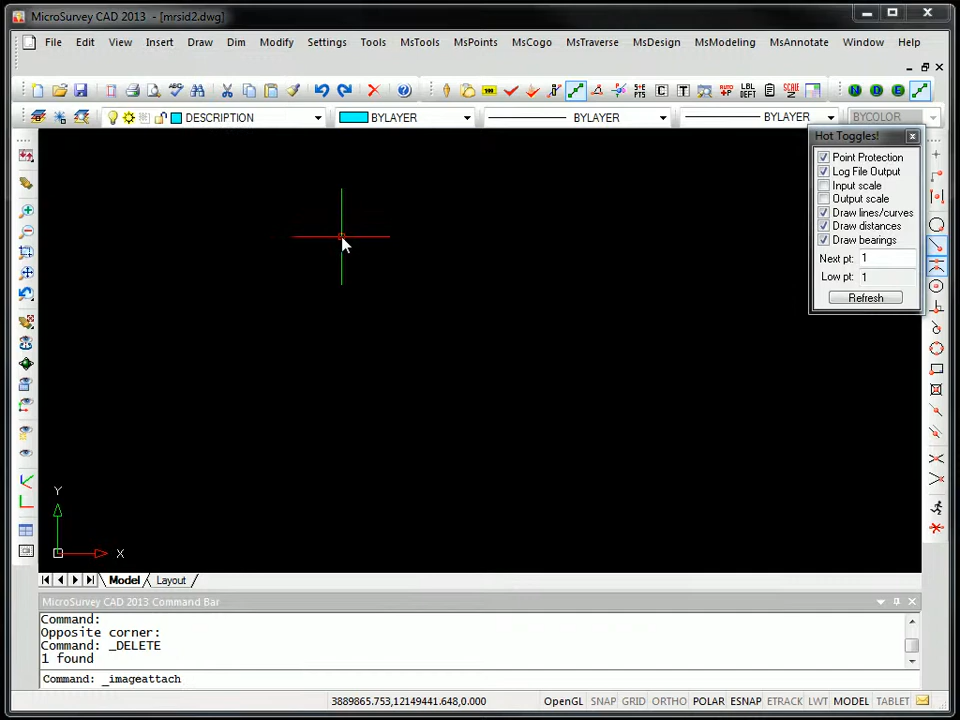 MicroSurvey CAD 2013 - [mrsid2.dwg]
File Edit View Insert Draw Dim Modify Settings Tools MsTools MsPoints MsCogo MsTraverse MsDesign MsModeling MsAnnotate Window Help
DESCRIPTION BYLAYER BYLAYER BYLAYER BYCOLOR
Hot Toggles!
Point Protection
Log File Output
Input scale
Output scale
Draw lines/curves
Draw distances
Draw bearings
Next pt: 1
Low pt: 1
Refresh
Y
X
Model Layout
MicroSurvey CAD 2013 Command Bar
Command:
Opposite corner:
Command: _DELETE
1 found
Command: _imageattach
3889865.753,12149441.648,0.000 OpenGL SNAP GRID ORTHO POLAR ESNAP ETRACK LWT MODEL TABLET